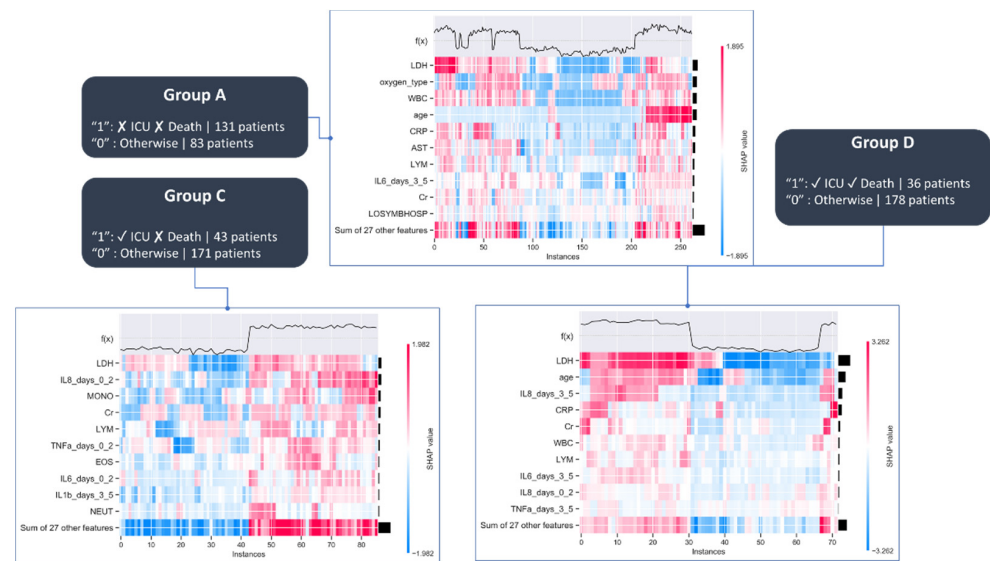 Group A
“1”: ✗ ICU ✗ Death | 131 patients
“0” : Otherwise | 83 patients
Group C
“1”: ✓ ICU ✗ Death | 43 patients
“0” : Otherwise | 171 patients
Group D
“1”: ✓ ICU ✓ Death | 36 patients
“0” : Otherwise | 178 patients
f(x)
LDH
oxygen_type
WBC
age
CRP
AST
LYM
IL6_days_3_5
Cr
LOSYMBHOSP
Sum of 27 other features
0 50 100 150 200 250
Instances
1.895
SHAP value
−1.895
f(x)
LDH
IL8_days_0_2
MONO
Cr
LYM
TNFa_days_0_2
EOS
IL6_days_0_2
IL1b_days_3_5
NEUT
Sum of 27 other features
0 10 20 30 40 50 60 70 80
Instances
1.982
SHAP value
−1.982
f(x)
LDH
age
IL8_days_3_5
CRP
Cr
WBC
LYM
IL6_days_3_5
IL8_days_0_2
TNFa_days_3_5
Sum of 27 other features
0 10 20 30 40 50 60 70
Instances
3.262
SHAP value
−3.262